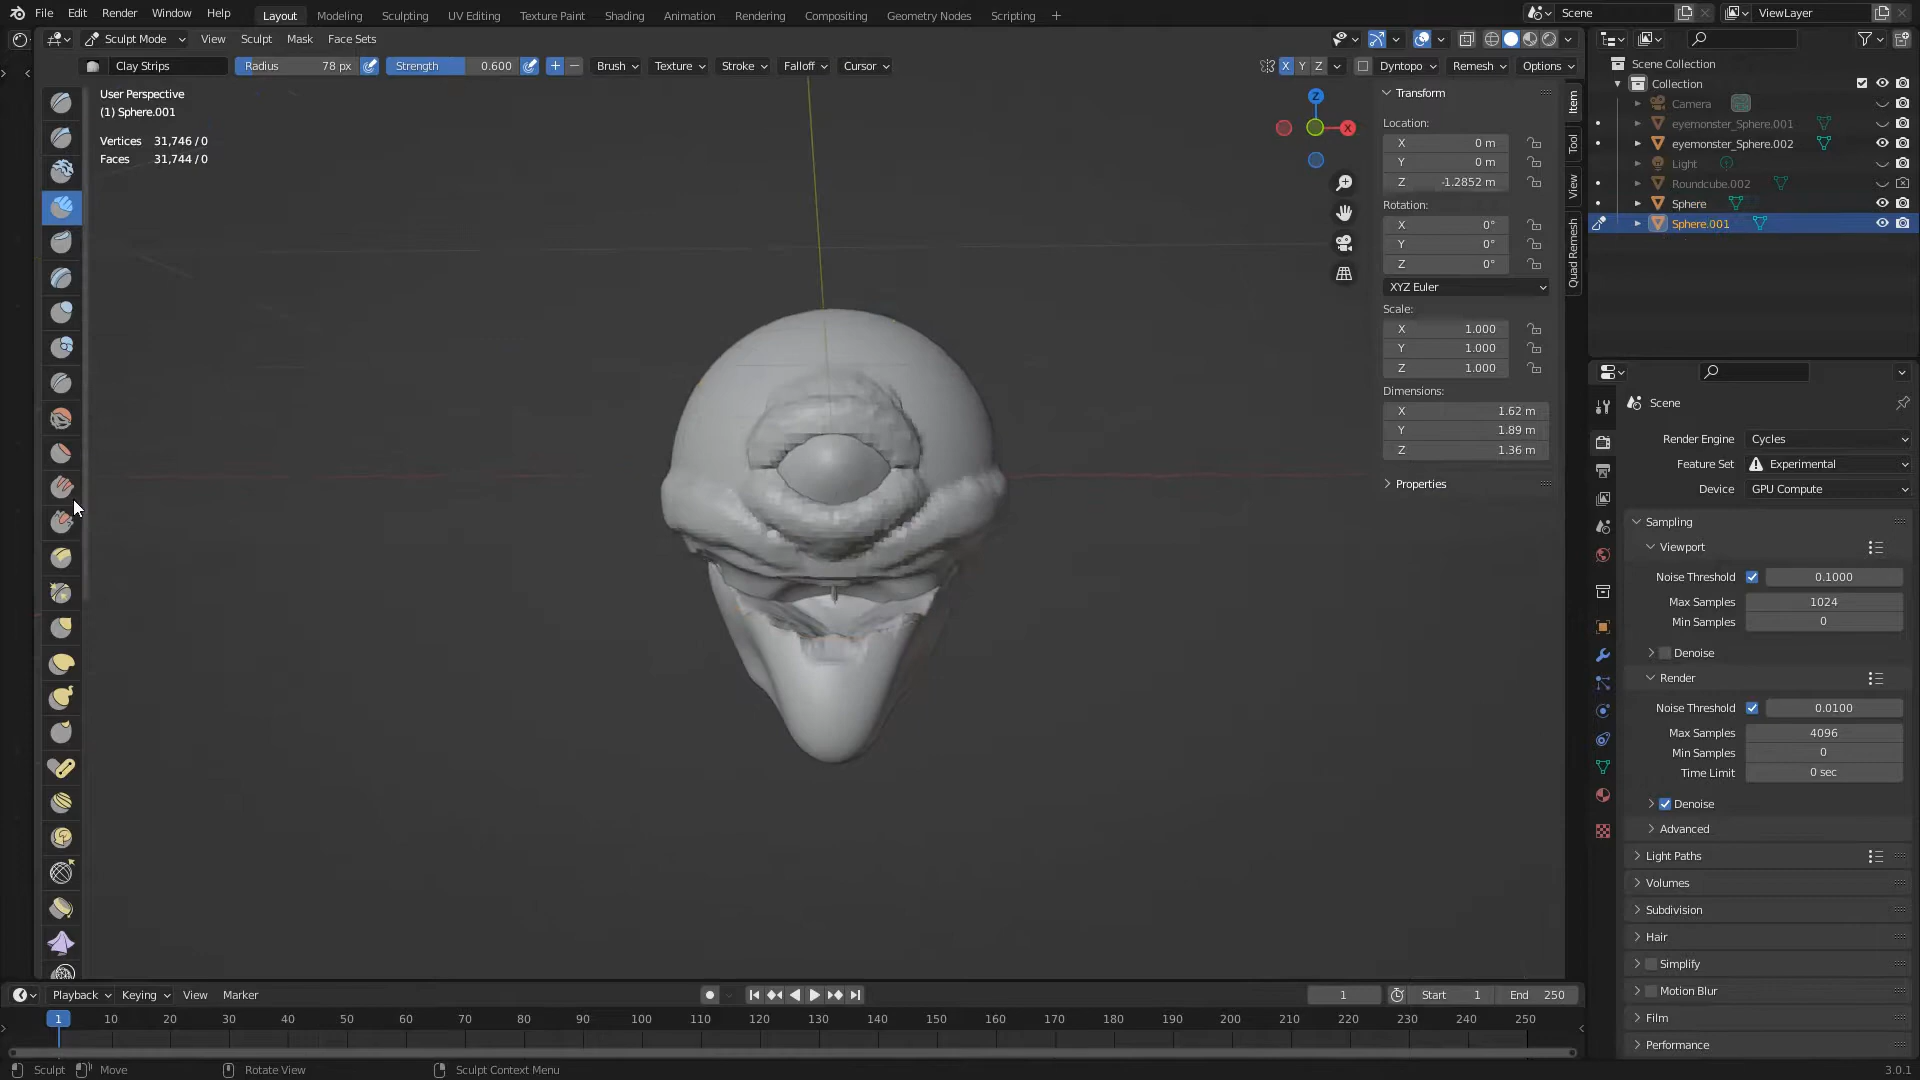 File Edit Render Window Help Layout Modeling Sculpting UV Editing Texture Paint Shading Animation Rendering Compositing Geometry Nodes Scripting + Scene ViewLayer
Sculpt Mode View Sculpt Mask Face Sets
Clay Strips Radius 78 px Strength 0.600 Brush Texture Stroke Falloff Cursor X Y Z Dyntopo Remesh Options
User Perspective
(1) Sphere.001
Vertices 31,746 / 0
Faces 31,744 / 0
Z
X
Transform
Location:
X 0 m
Y 0 m
Z -1.2852 m
Rotation:
X 0°
Y 0°
Z 0°
XYZ Euler
Scale:
X 1.000
Y 1.000
Z 1.000
Dimensions:
X 1.62 m
Y 1.89 m
Z 1.36 m
Properties
Item
Tool
View
Quad Remesh
Scene Collection
Collection
Camera
eyemonster_Sphere.001
eyemonster_Sphere.002
Light
Roundcube.002
Sphere
Sphere.001
Scene
Render Engine Cycles
Feature Set Experimental
Device GPU Compute
Sampling
Viewport
Noise Threshold 0.1000
Max Samples 1024
Min Samples 0
Denoise
Render
Noise Threshold 0.0100
Max Samples 4096
Min Samples 0
Time Limit 0 sec
Denoise
Advanced
Light Paths
Volumes
Subdivision
Hair
Simplify
Motion Blur
Film
Performance
Playback Keying View Marker 1 Start 1 End 250
1 10 20 30 40 50 60 70 80 90 100 110 120 130 140 150 160 170 180 190 200 210 220 230 240 250
Sculpt Move Rotate View Sculpt Context Menu 3.0.1